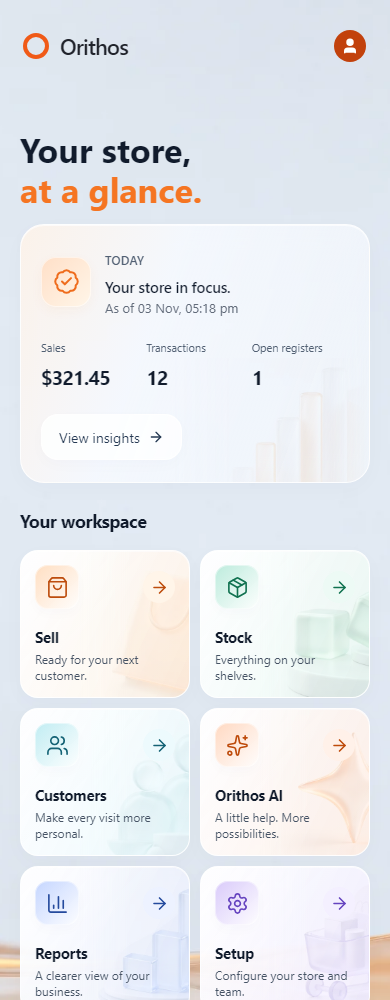 Orithos
Your store,
at a glance.
TODAY
Your store in focus.
As of 03 Nov, 05:18 pm
Sales Transactions Open registers
$321.45 12 1
View insights
Your workspace
Sell
Ready for your next
customer.
Stock
Everything on your
shelves.
Customers
Make every visit more
personal.
Orithos AI
A little help. More
possibilities.
Reports
A clearer view of your
business.
Setup
Configure your store and
team.